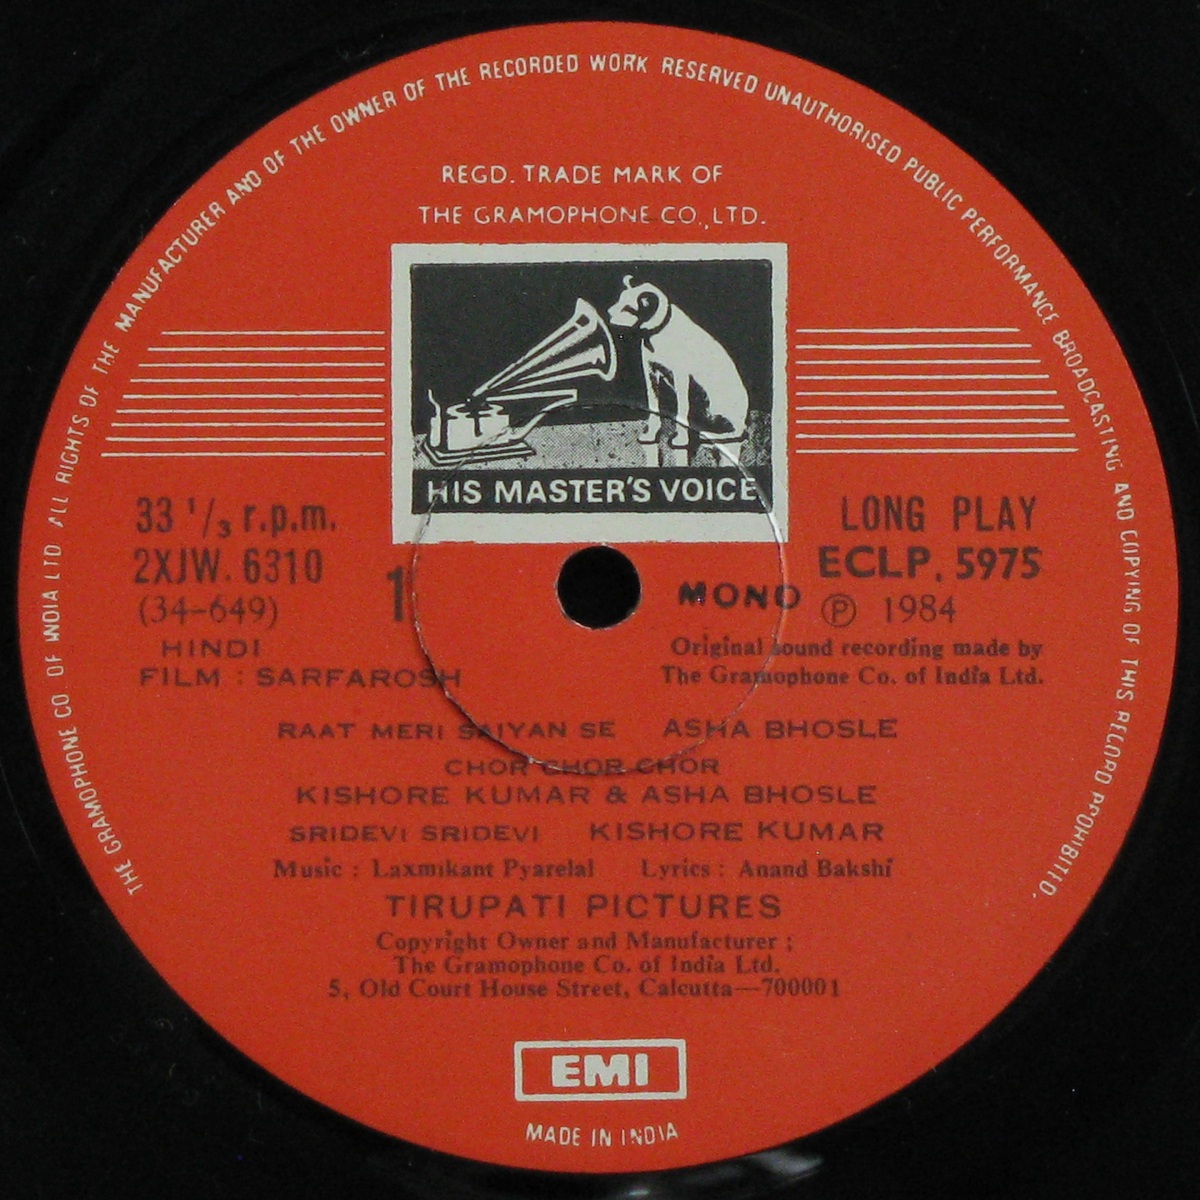 THE GRAMOPHONE CO OF INDIA LTD ALL RIGHTS OF THE MANUFACTURER AND OF THE OWNER OF THE RECORDED WORK RESERVED UNAUTHORISED PUBLIC PERFORMANCE BROADCASTING AND COPYING OF THIS RECORD PROHIBITED.
REGD. TRADE MARK OF
THE GRAMOPHONE CO., LTD.
HIS MASTER'S VOICE
33 1/3 r.p.m.
2XJW. 6310
(34-649)
1
HINDI
FILM : SARFAROSH
LONG PLAY
ECLP. 5975
MONO ℗ 1984
Original sound recording made by
The Gramophone Co. of India Ltd.
RAAT MERI SAIYAN SE ASHA BHOSLE
CHOR CHOR CHOR
KISHORE KUMAR & ASHA BHOSLE
SRIDEVI SRIDEVI KISHORE KUMAR
Music : Laxmikant Pyarelal Lyrics : Anand Bakshi
TIRUPATI PICTURES
Copyright Owner and Manufacturer ;
The Gramophone Co. of India Ltd.
5, Old Court House Street, Calcutta—700001
EMI
MADE IN INDIA